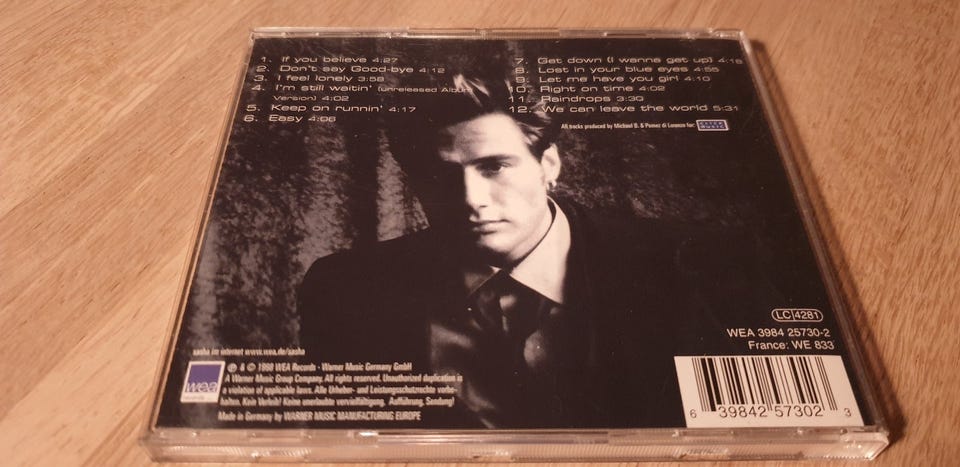 1. If you believe 4:27
2. Don't say Good-bye 4:12
3. I feel lonely 3:58
4. I'm still waitin' (unreleased Album
Version) 4:02
5. Keep on runnin' 4:17
6. Easy 4:06
7. Get down (I wanna get up) 4:18
8. Lost in your blue eyes 4:55
9. Let me have you girl 4:10
10. Right on time 4:02
11. Raindrops 3:30
12. We can leave the world 5:31
All tracks produced by Michael B. & Pomez di Lorenzo for:
LC 4281
WEA 3984 25730-2
France: WE 833
sasha im internet www.wea.de/sasha
wea
℗ & © 1998 WEA Records · Warner Music Germany GmbH
A Warner Music Group Company. All rights reserved. Unauthorized duplication is
a violation of applicable laws. Alle Urheber- und Leistungsschutzrechte vorbe-
halten. Kein Verleih! Keine unerlaubte vervielfältigung, Aufführung, Sendung!
Made in Germany by WARNER MUSIC MANUFACTURING EUROPE
6 39842 57302 3